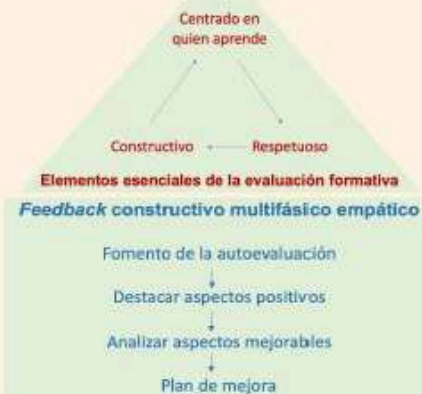 Centrado en
quien aprende
Constructivo
Respetuoso
Elementos esenciales de la evaluación formativa
Feedback constructivo multifásico empático
Fomento de la autoevaluación
Destacar aspectos positivos
Analizar aspectos mejorables
Plan de mejora